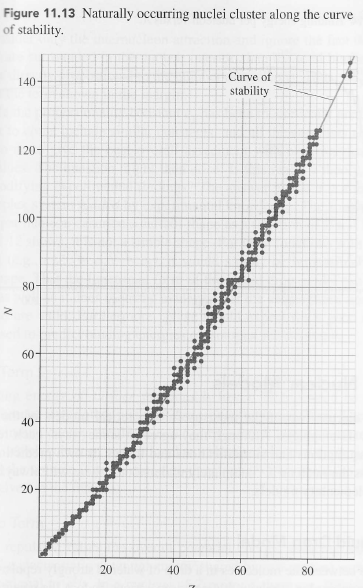 Figure 11.13 Naturally occurring nuclei cluster along the curve
of stability.
140
Curve of
stability
120
100
80
N
60
40
20
20 40 60 80